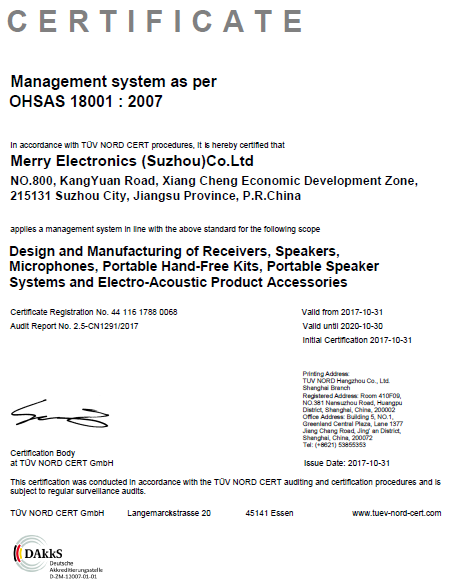 CERTIFICATE
Management system as per
OHSAS 18001 : 2007
In accordance with TÜV NORD CERT procedures, it is hereby certified that
Merry Electronics (Suzhou)Co.Ltd
NO.800, KangYuan Road, Xiang Cheng Economic Development Zone,
215131 Suzhou City, Jiangsu Province, P.R.China
applies a management system in line with the above standard for the following scope
Design and Manufacturing of Receivers, Speakers,
Microphones, Portable Hand-Free Kits, Portable Speaker
Systems and Electro-Acoustic Product Accessories
Certificate Registration No. 44 116 1788 0068
Audit Report No. 2.5-CN1291/2017
Valid from 2017-10-31
Valid until 2020-10-30
Initial Certification 2017-10-31
Printing Address:
TUV NORD Hangzhou Co., Ltd.
Shanghai Branch
Registered Address: Room 410F09,
NO.381 Nansuzhou Road, Huangpu
District, Shanghai, China, 200002
Office Address: Building 5, NO.1,
Greenland Central Plaza, Lane 1377
Jiang Chang Road, Jing' an District,
Shanghai, China, 200072
Tel: (+8621) 53855353
Certification Body
at TÜV NORD CERT GmbH
Issue Date: 2017-10-31
This certification was conducted in accordance with the TÜV NORD CERT auditing and certification procedures and is
subject to regular surveillance audits.
TÜV NORD CERT GmbH Langemarckstrasse 20 45141 Essen www.tuev-nord-cert.com
DAkkS
Deutsche
Akkreditierungsstelle
D-ZM-12007-01-01